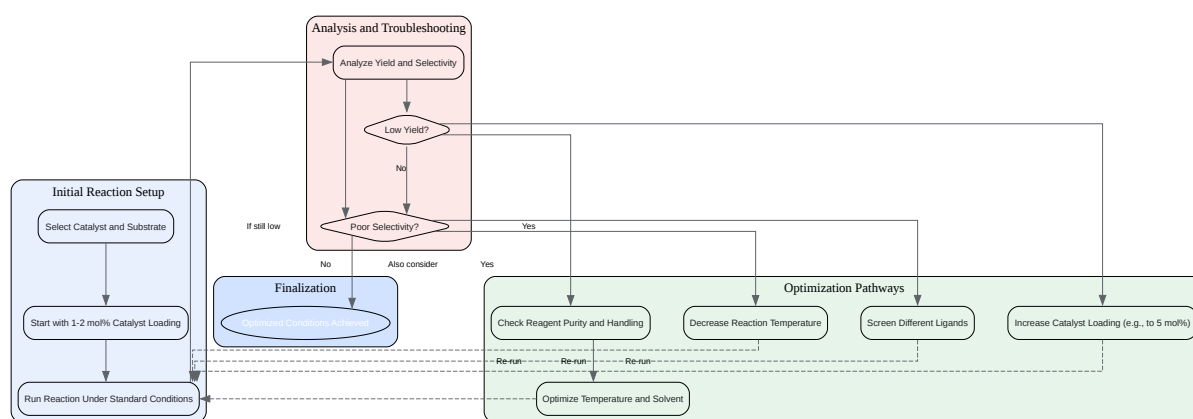 Analysis and Troubleshooting
Analyze Yield and Selectivity
Low Yield?
No
Poor Selectivity?
Initial Reaction Setup
Select Catalyst and Substrate
Start with 1-2 mol% Catalyst Loading
Run Reaction Under Standard Conditions
If still low
Yes
No
Also consider
Yes
Finalization
Optimized Conditions Achieved
Optimization Pathways
Check Reagent Purity and Handling
Decrease Reaction Temperature
Screen Different Ligands
Increase Catalyst Loading (e.g., to 5 mol%)
Re-run
Re-run
Re-run
Optimize Temperature and Solvent